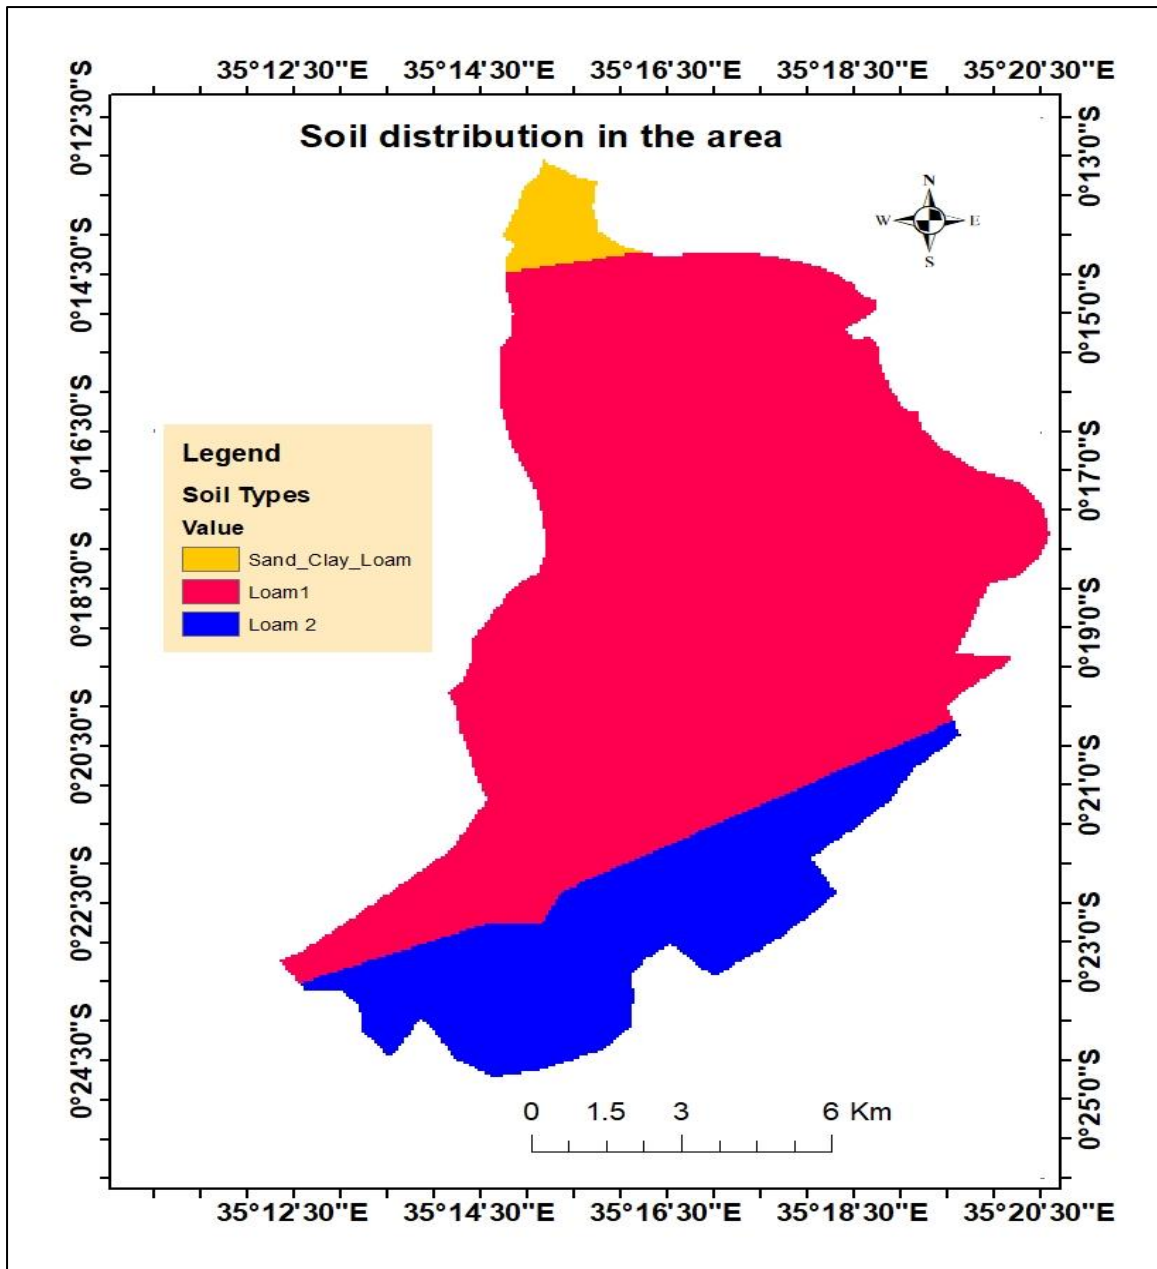 35°12'30"E 35°14'30"E 35°16'30"E 35°18'30"E 35°20'30"E
Soil distribution in the area
0°12'30"S
0°14'30"S
0°16'30"S
0°18'30"S
0°20'30"S
0°22'30"S
0°24'30"S
0°13'0"S
0°15'0"S
0°17'0"S
0°19'0"S
0°21'0"S
0°23'0"S
0°25'0"S
N
W E
S
Legend
Soil Types
Value
Sand_Clay_Loam
Loam1
Loam 2
0 1.5 3 6 Km
35°12'30"E 35°14'30"E 35°16'30"E 35°18'30"E 35°20'30"E